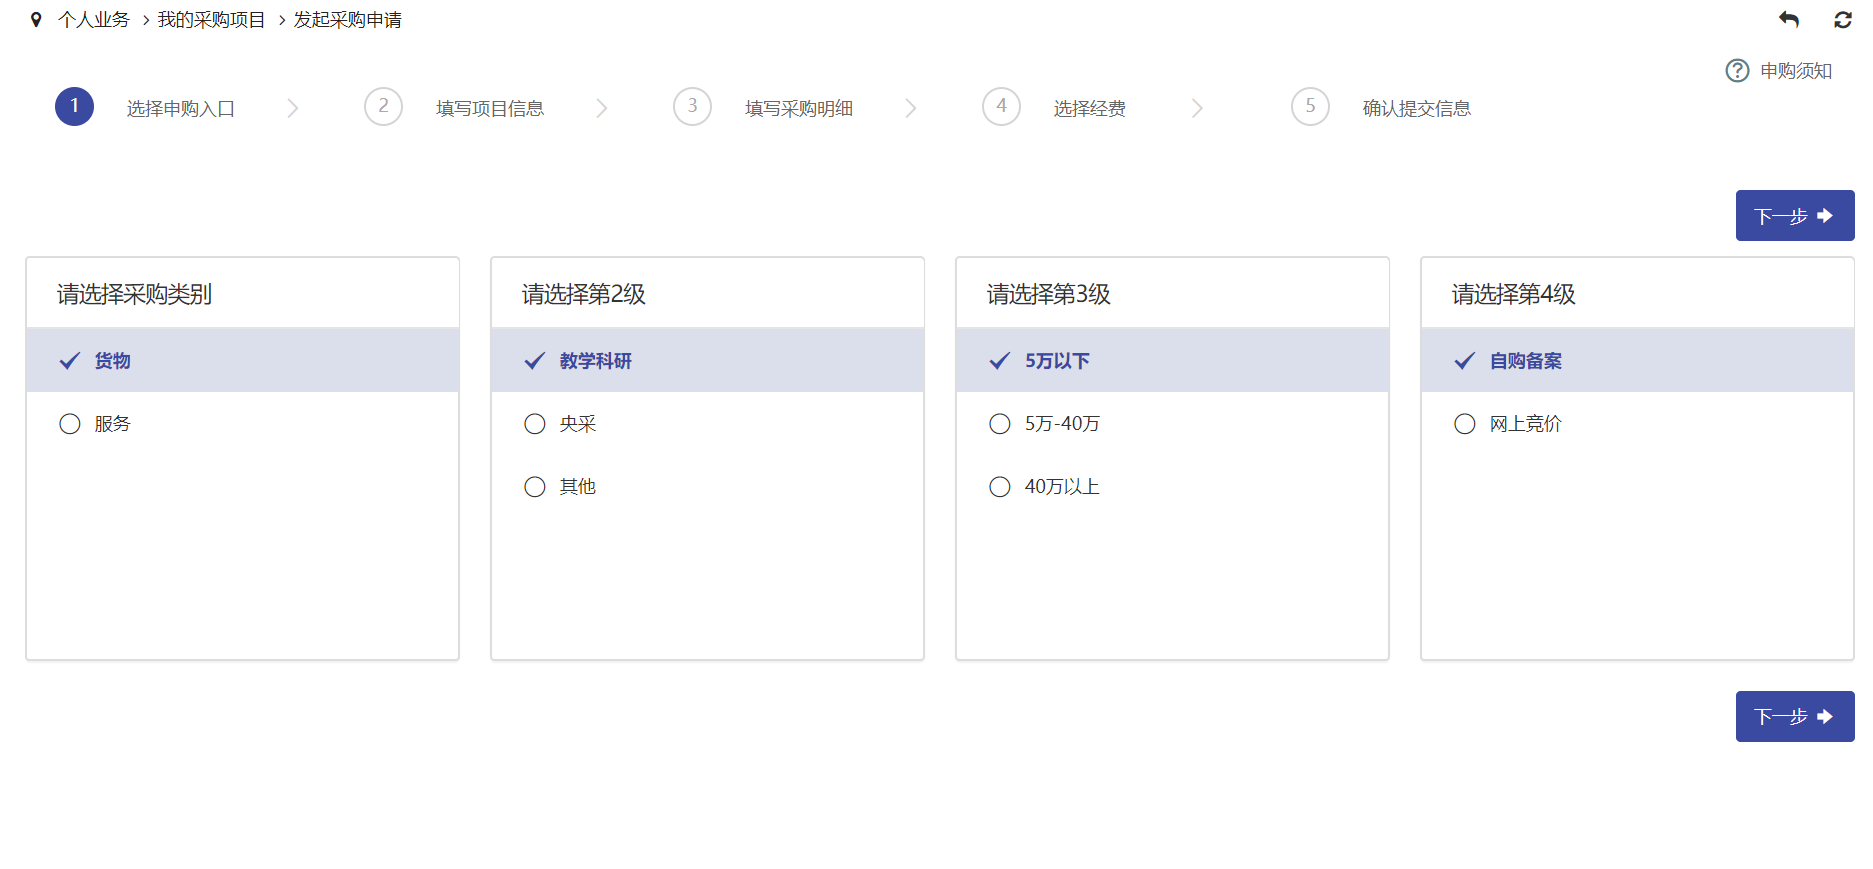 个人业务 > 我的采购项目 > 发起采购申请
申购须知
1 选择申购入口 > 2 填写项目信息 > 3 填写采购明细 > 4 选择经费 > 5 确认提交信息
下一步
请选择采购类别
货物
服务
请选择第2级
教学科研
央采
其他
请选择第3级
5万以下
5万-40万
40万以上
请选择第4级
自购备案
网上竞价
下一步